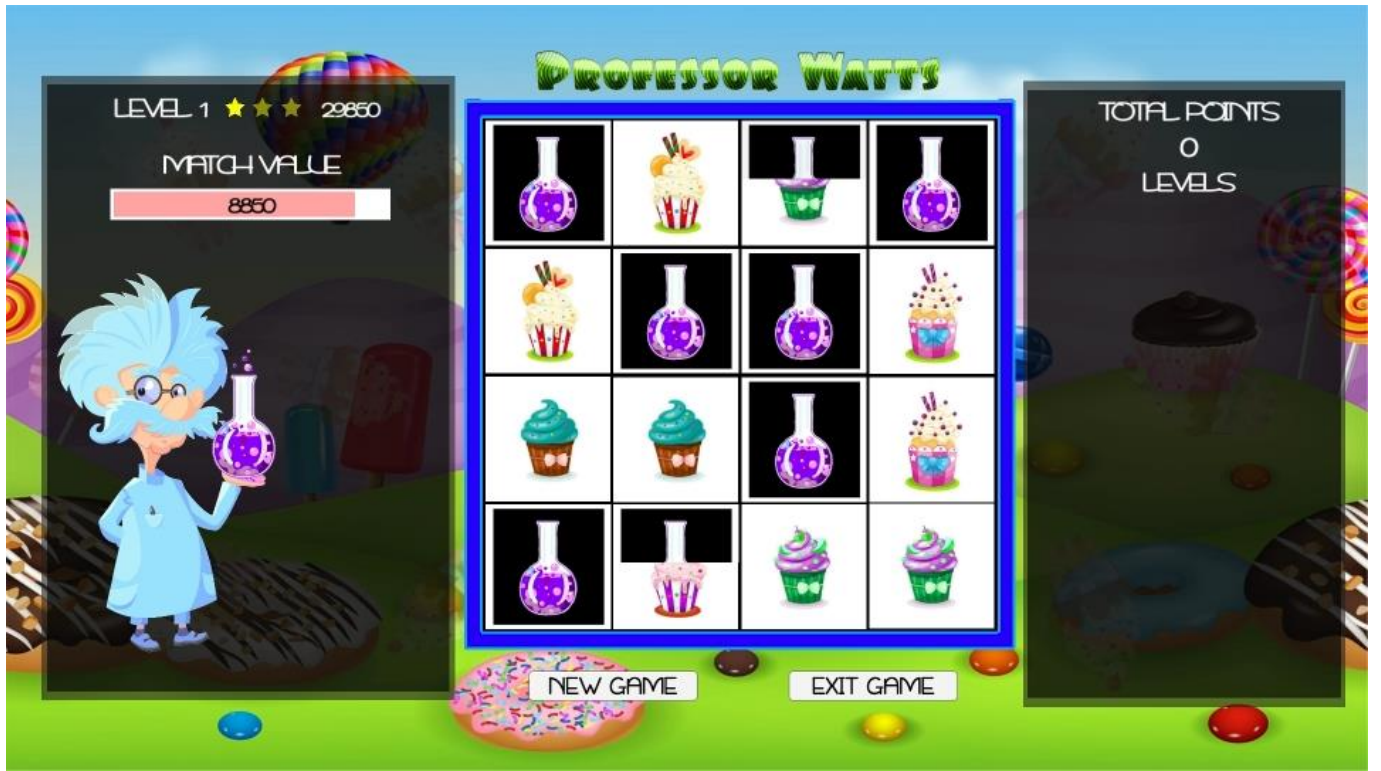 PROFESSOR WATTS
LEVEL 1 29850
MATCH VALUE
8850
TOTAL POINTS
0
LEVELS
NEW GAME
EXIT GAME